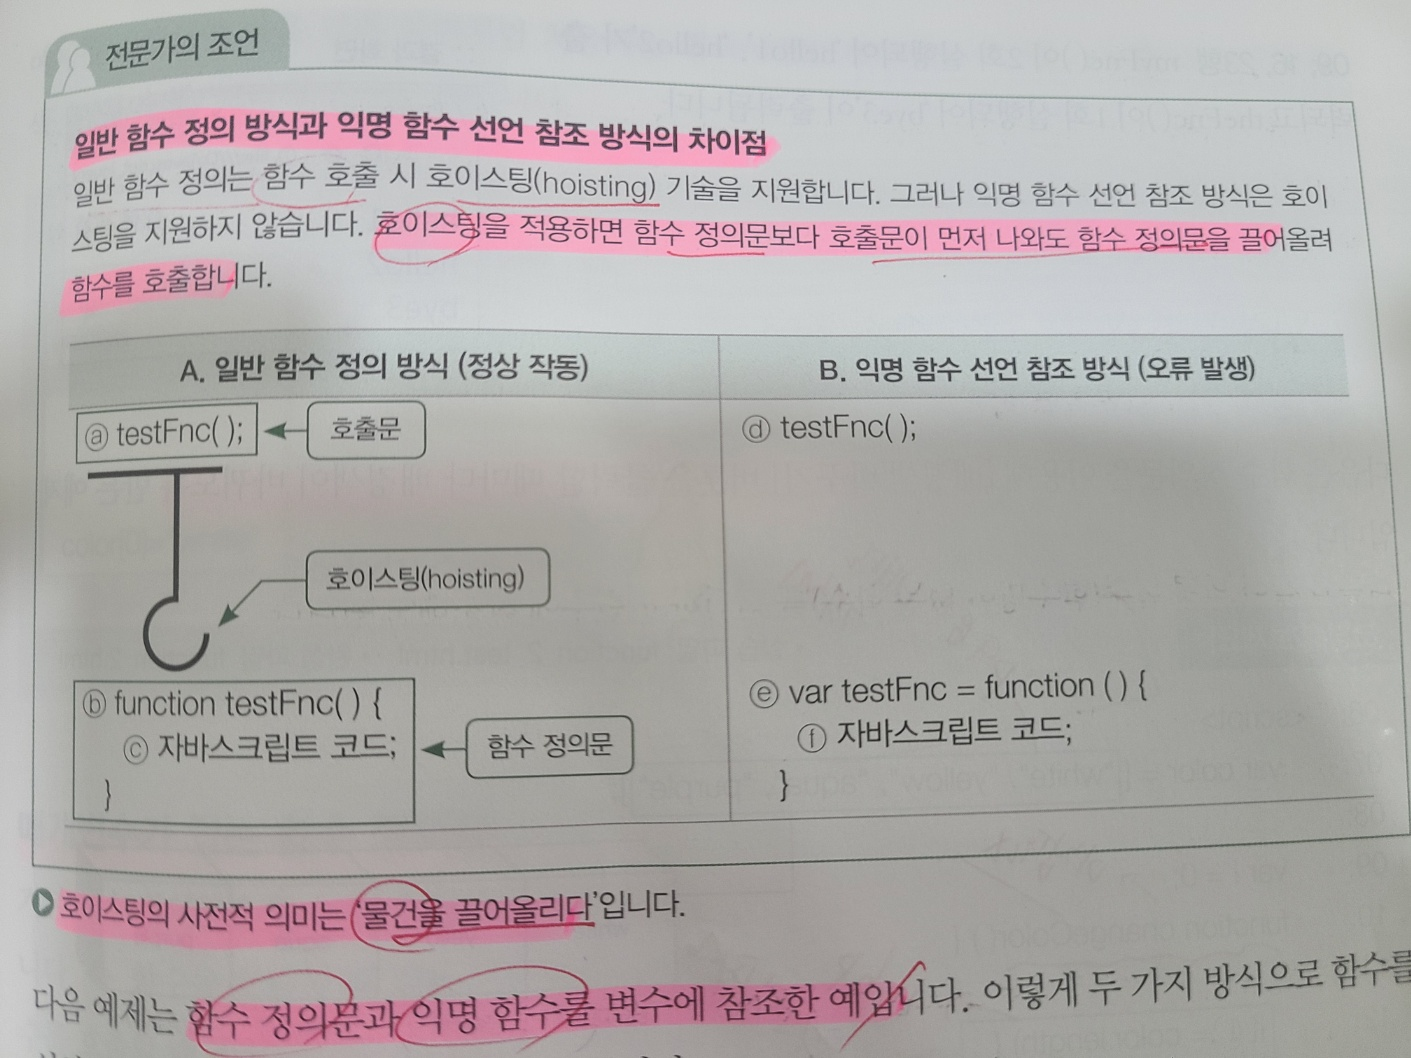 전문가의 조언
일반 함수 정의 방식과 익명 함수 선언 참조 방식의 차이점
일반 함수 정의는 함수 호출 시 호이스팅(hoisting) 기술을 지원합니다. 그러나 익명 함수 선언 참조 방식은 호이
스팅을 지원하지 않습니다. 호이스팅을 적용하면 함수 정의문보다 호출문이 먼저 나와도 함수 정의문을 끌어올려
함수를 호출합니다.
A. 일반 함수 정의 방식 (정상 작동)
ⓐ testFnc( );
호출문
호이스팅(hoisting)
ⓑ function testFnc( ) {
ⓒ 자바스크립트 코드;
}
함수 정의문
B. 익명 함수 선언 참조 방식 (오류 발생)
ⓓ testFnc( );
ⓔ var testFnc = function ( ) {
ⓕ 자바스크립트 코드;
}
호이스팅의 사전적 의미는 ‘물건을 끌어올리다’입니다.
다음 예제는 함수 정의문과 익명 함수를 변수에 참조한 예입니다. 이렇게 두 가지 방식으로 함수를